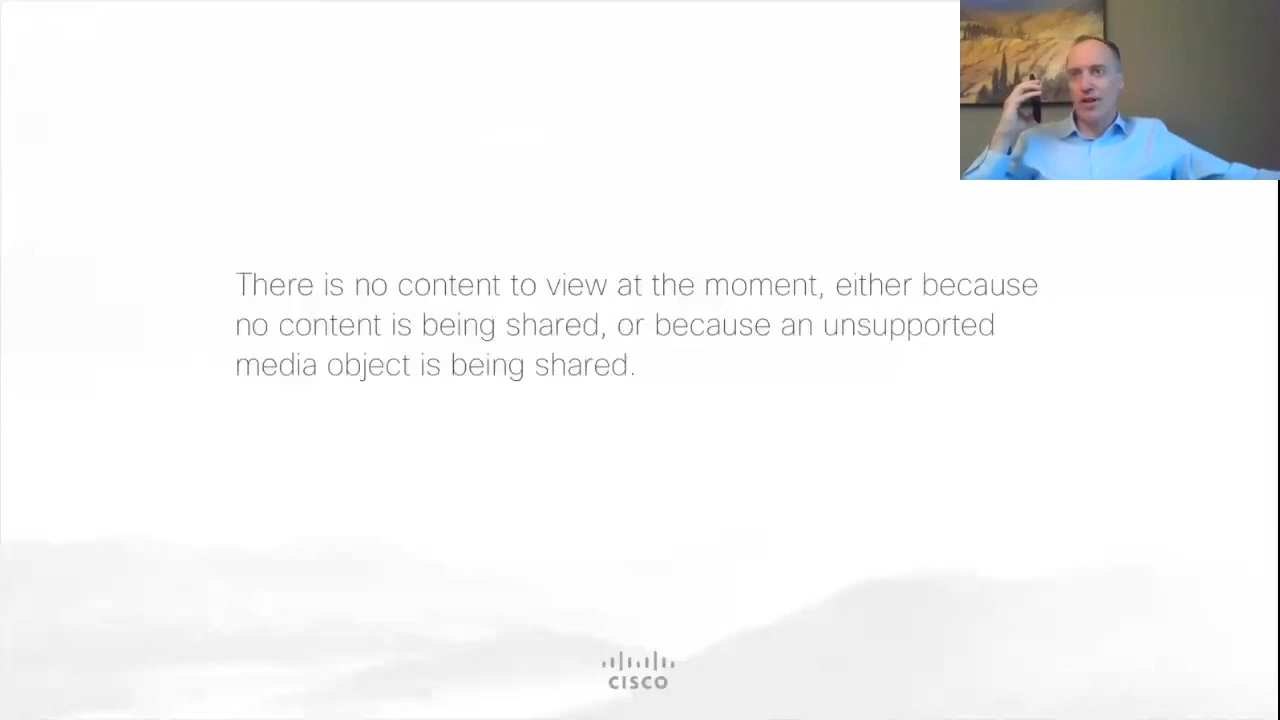 There is no content to view at the moment, either because
no content is being shared, or because an unsupported
media object is being shared.
CISCO